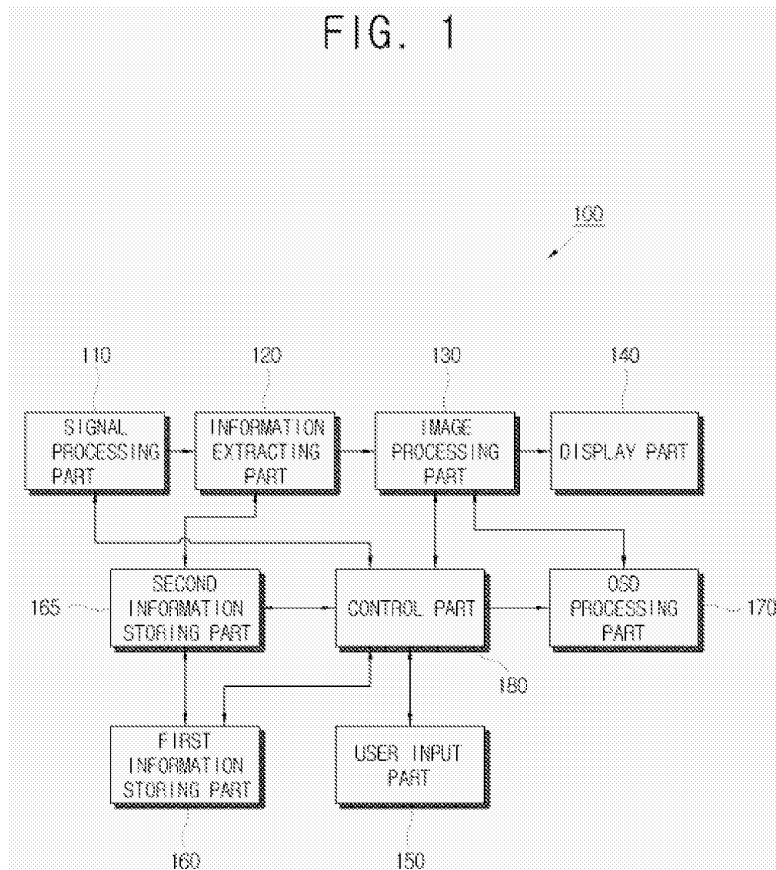 FIG. 1
100
110
120
130
140
SIGNAL
PROCESSING
PART
INFORMATION
EXTRACTING
PART
IMAGE
PROCESSING
PART
DISPLAY PART
165
SECOND
INFORMATION
STORING PART
CONTROL PART
OSD
PROCESSING
PART
170
180
FIRST
INFORMATION
STORING PART
USER INPUT
PART
160
150